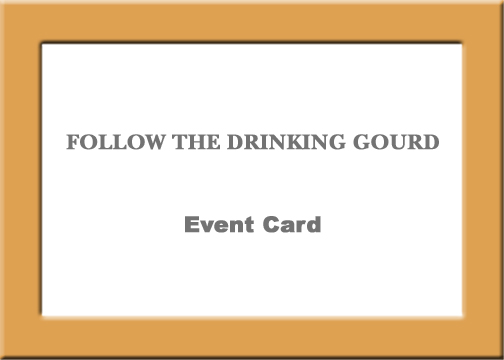 FOLLOW THE DRINKING GOURD
Event Card